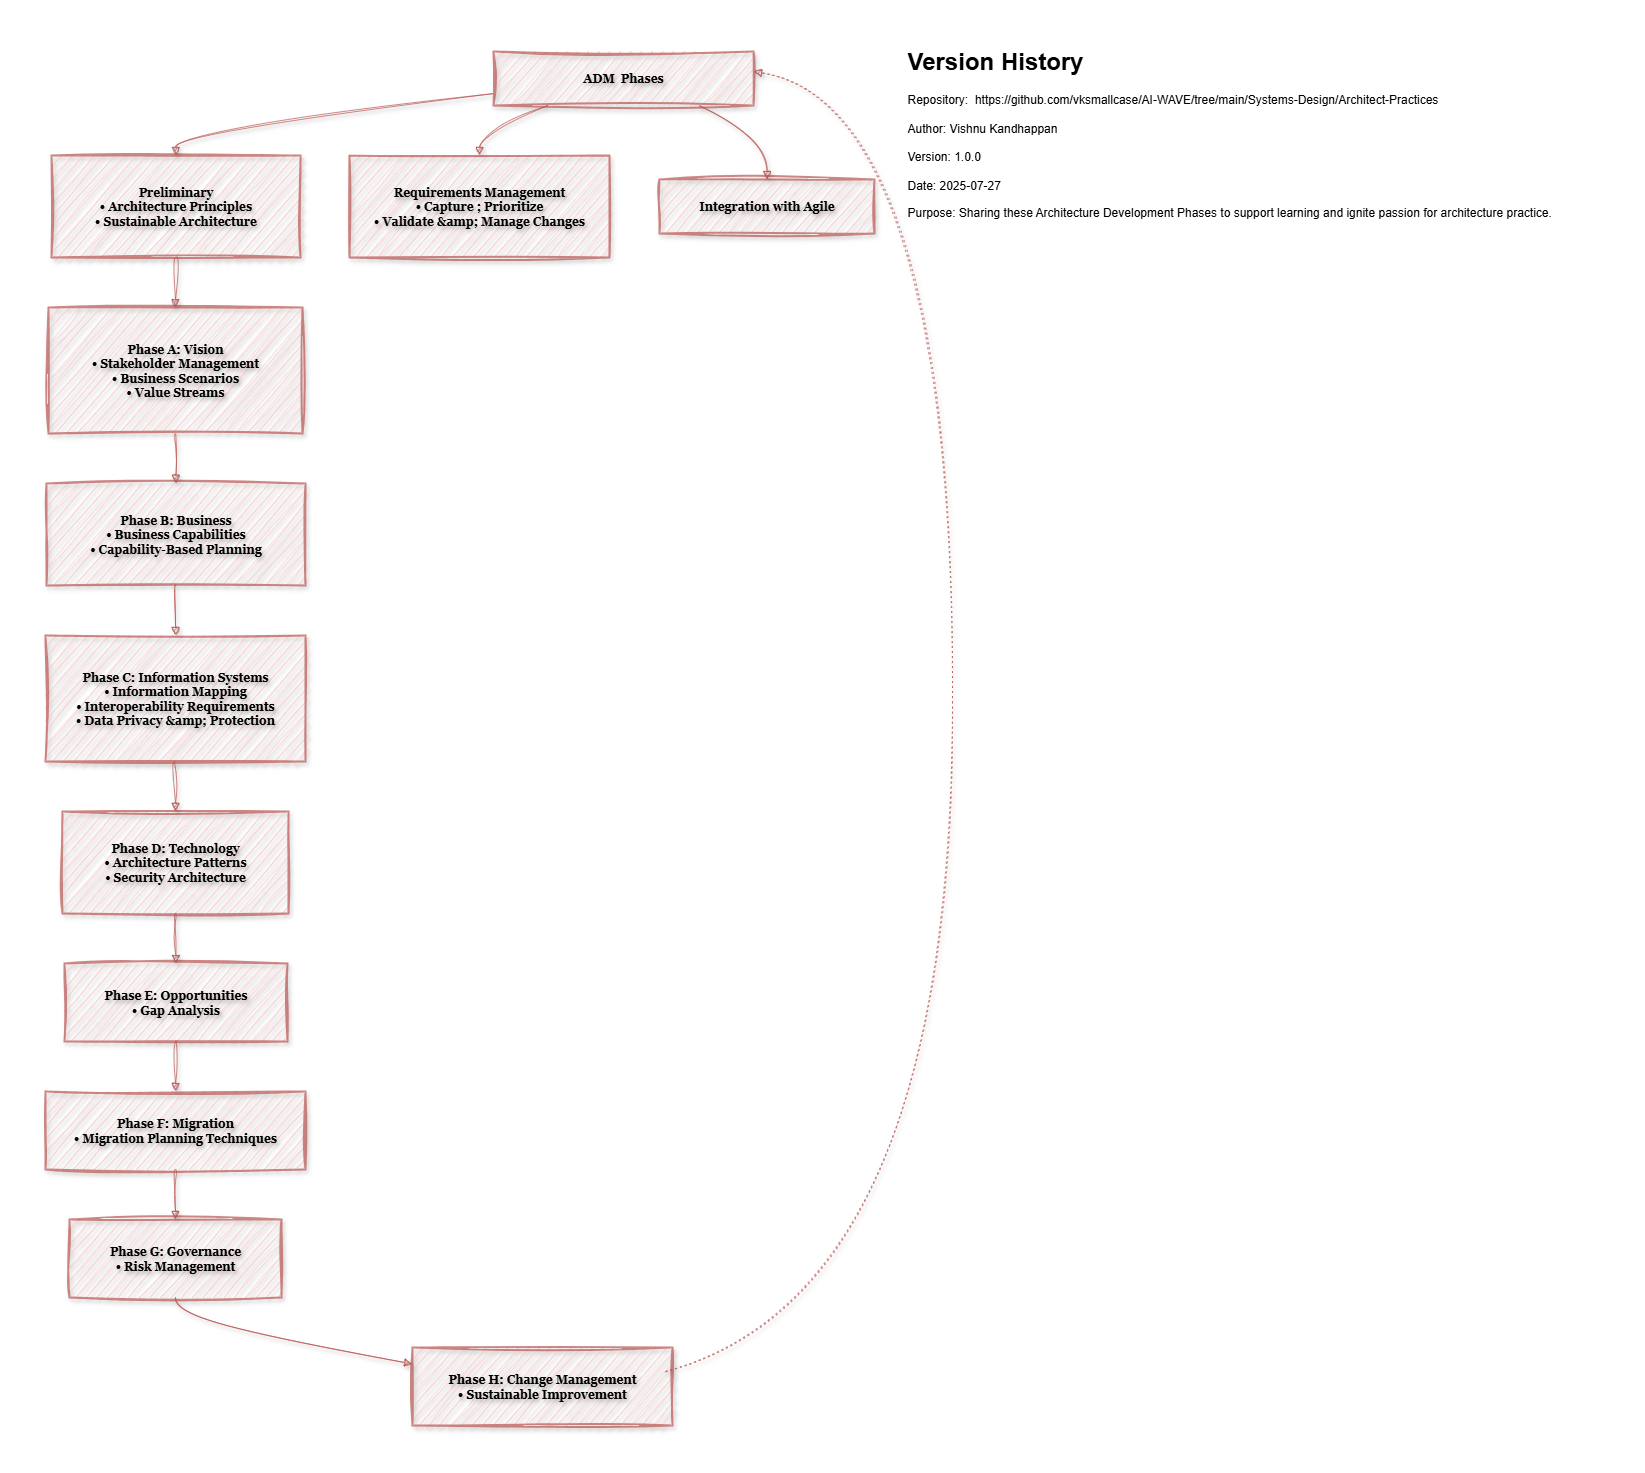 ADM  Phases
Preliminary
• Architecture Principles
• Sustainable Architecture
Requirements Management
• Capture ; Prioritize
• Validate &amp; Manage Changes
Integration with Agile
Phase A: Vision
• Stakeholder Management
• Business Scenarios
• Value Streams
Phase B: Business
• Business Capabilities
• Capability-Based Planning
Phase C: Information Systems
• Information Mapping
• Interoperability Requirements
• Data Privacy &amp; Protection
Phase D: Technology
• Architecture Patterns
• Security Architecture
Phase E: Opportunities
• Gap Analysis
Phase F: Migration
• Migration Planning Techniques
Phase G: Governance
• Risk Management
Phase H: Change Management
• Sustainable Improvement
Version History
Repository:  https://github.com/vksmallcase/AI-WAVE/tree/main/Systems-Design/Architect-Practices
Author: Vishnu Kandhappan
Version: 1.0.0
Date: 2025-07-27
Purpose: Sharing these Architecture Development Phases to support learning and ignite passion for architecture practice.